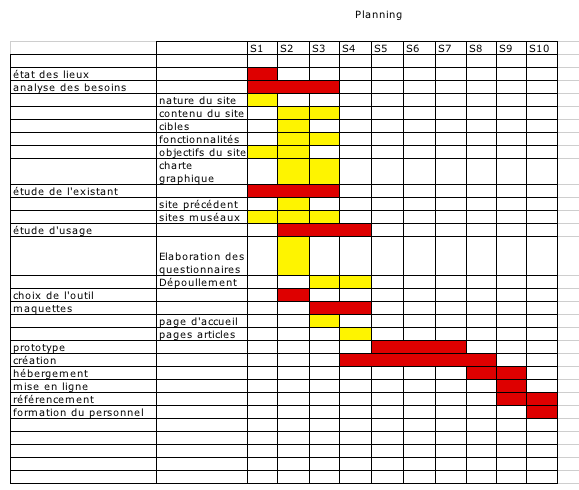 Planning
S1 S2 S3 S4 S5 S6 S7 S8 S9 S10
état des lieux
analyse des besoins
nature du site
contenu du site
cibles
fonctionnalités
objectifs du site
charte
graphique
étude de l'existant
site précédent
sites muséaux
étude d'usage
Elaboration des
questionnaires
Dépoullement
choix de l'outil
maquettes
page d'accueil
pages articles
prototype
création
hébergement
mise en ligne
référencement
formation du personnel